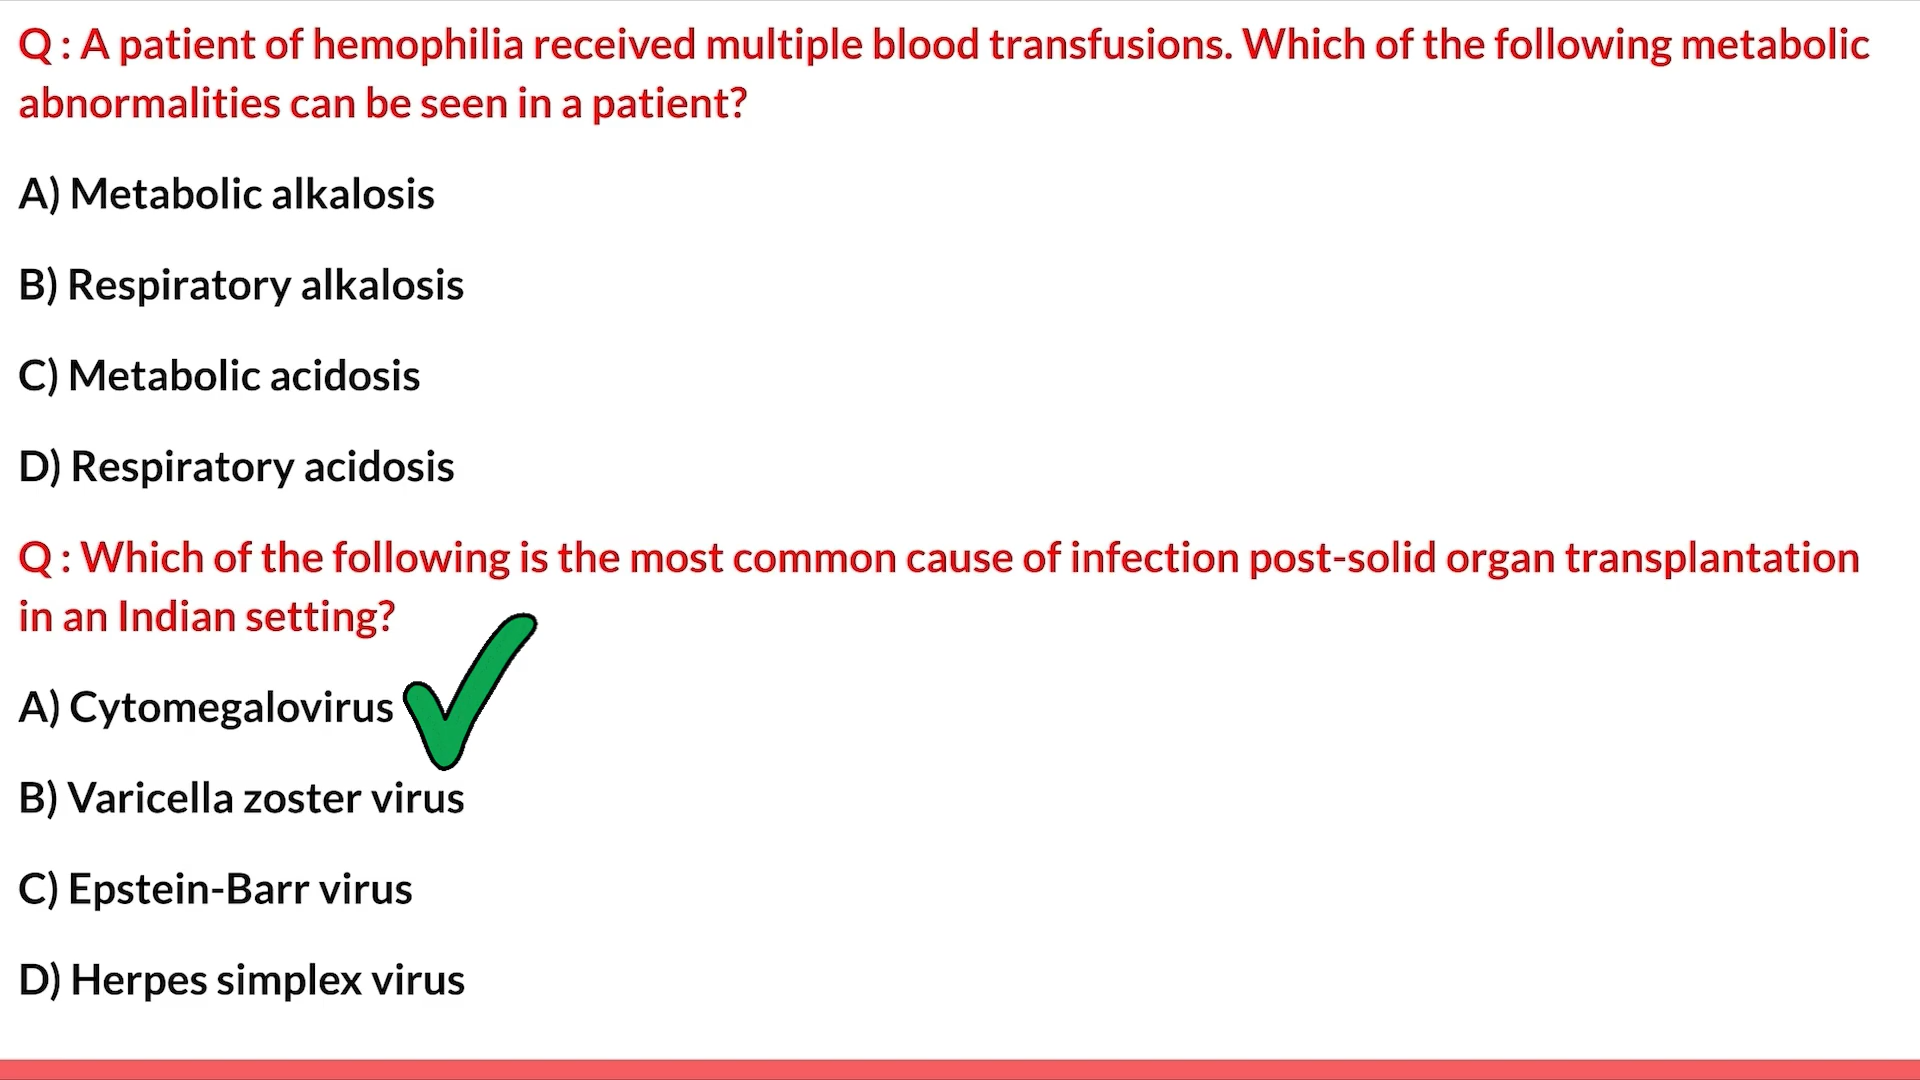 Q : A patient of hemophilia received multiple blood transfusions. Which of the following metabolic
abnormalities can be seen in a patient?
A) Metabolic alkalosis
B) Respiratory alkalosis
C) Metabolic acidosis
D) Respiratory acidosis
Q : Which of the following is the most common cause of infection post-solid organ transplantation
in an Indian setting?
A) Cytomegalovirus
B) Varicella zoster virus
C) Epstein-Barr virus
D) Herpes simplex virus